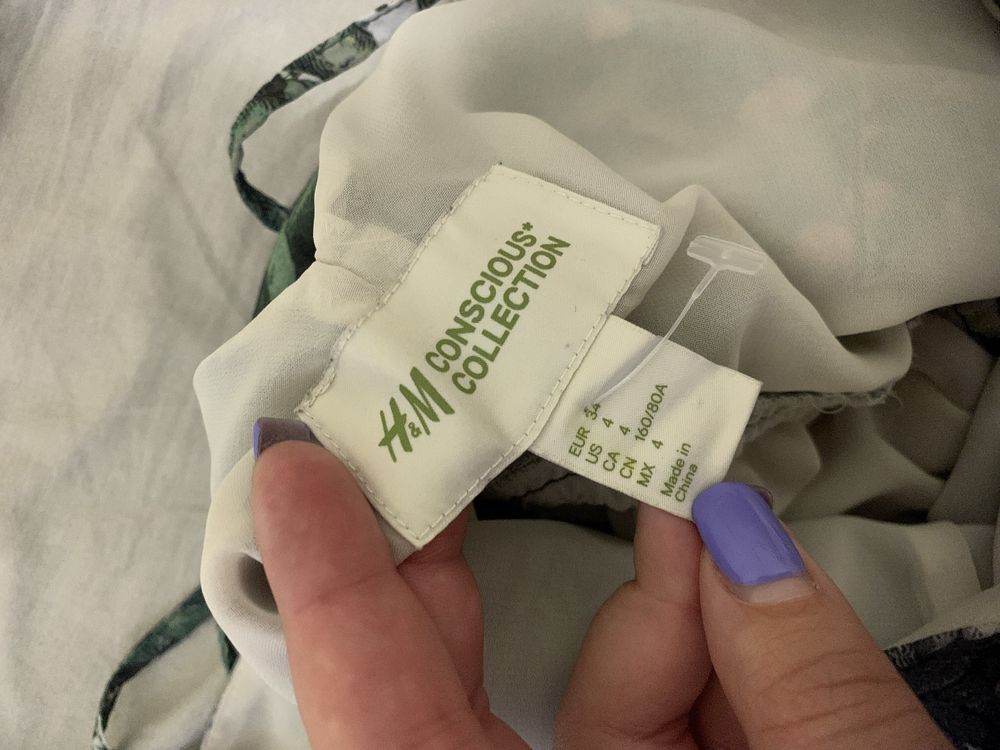 H&M CONSCIOUS*
COLLECTION
EUR 34
US 4
CA 4
CN 160/80A
MX 4
Made in
China